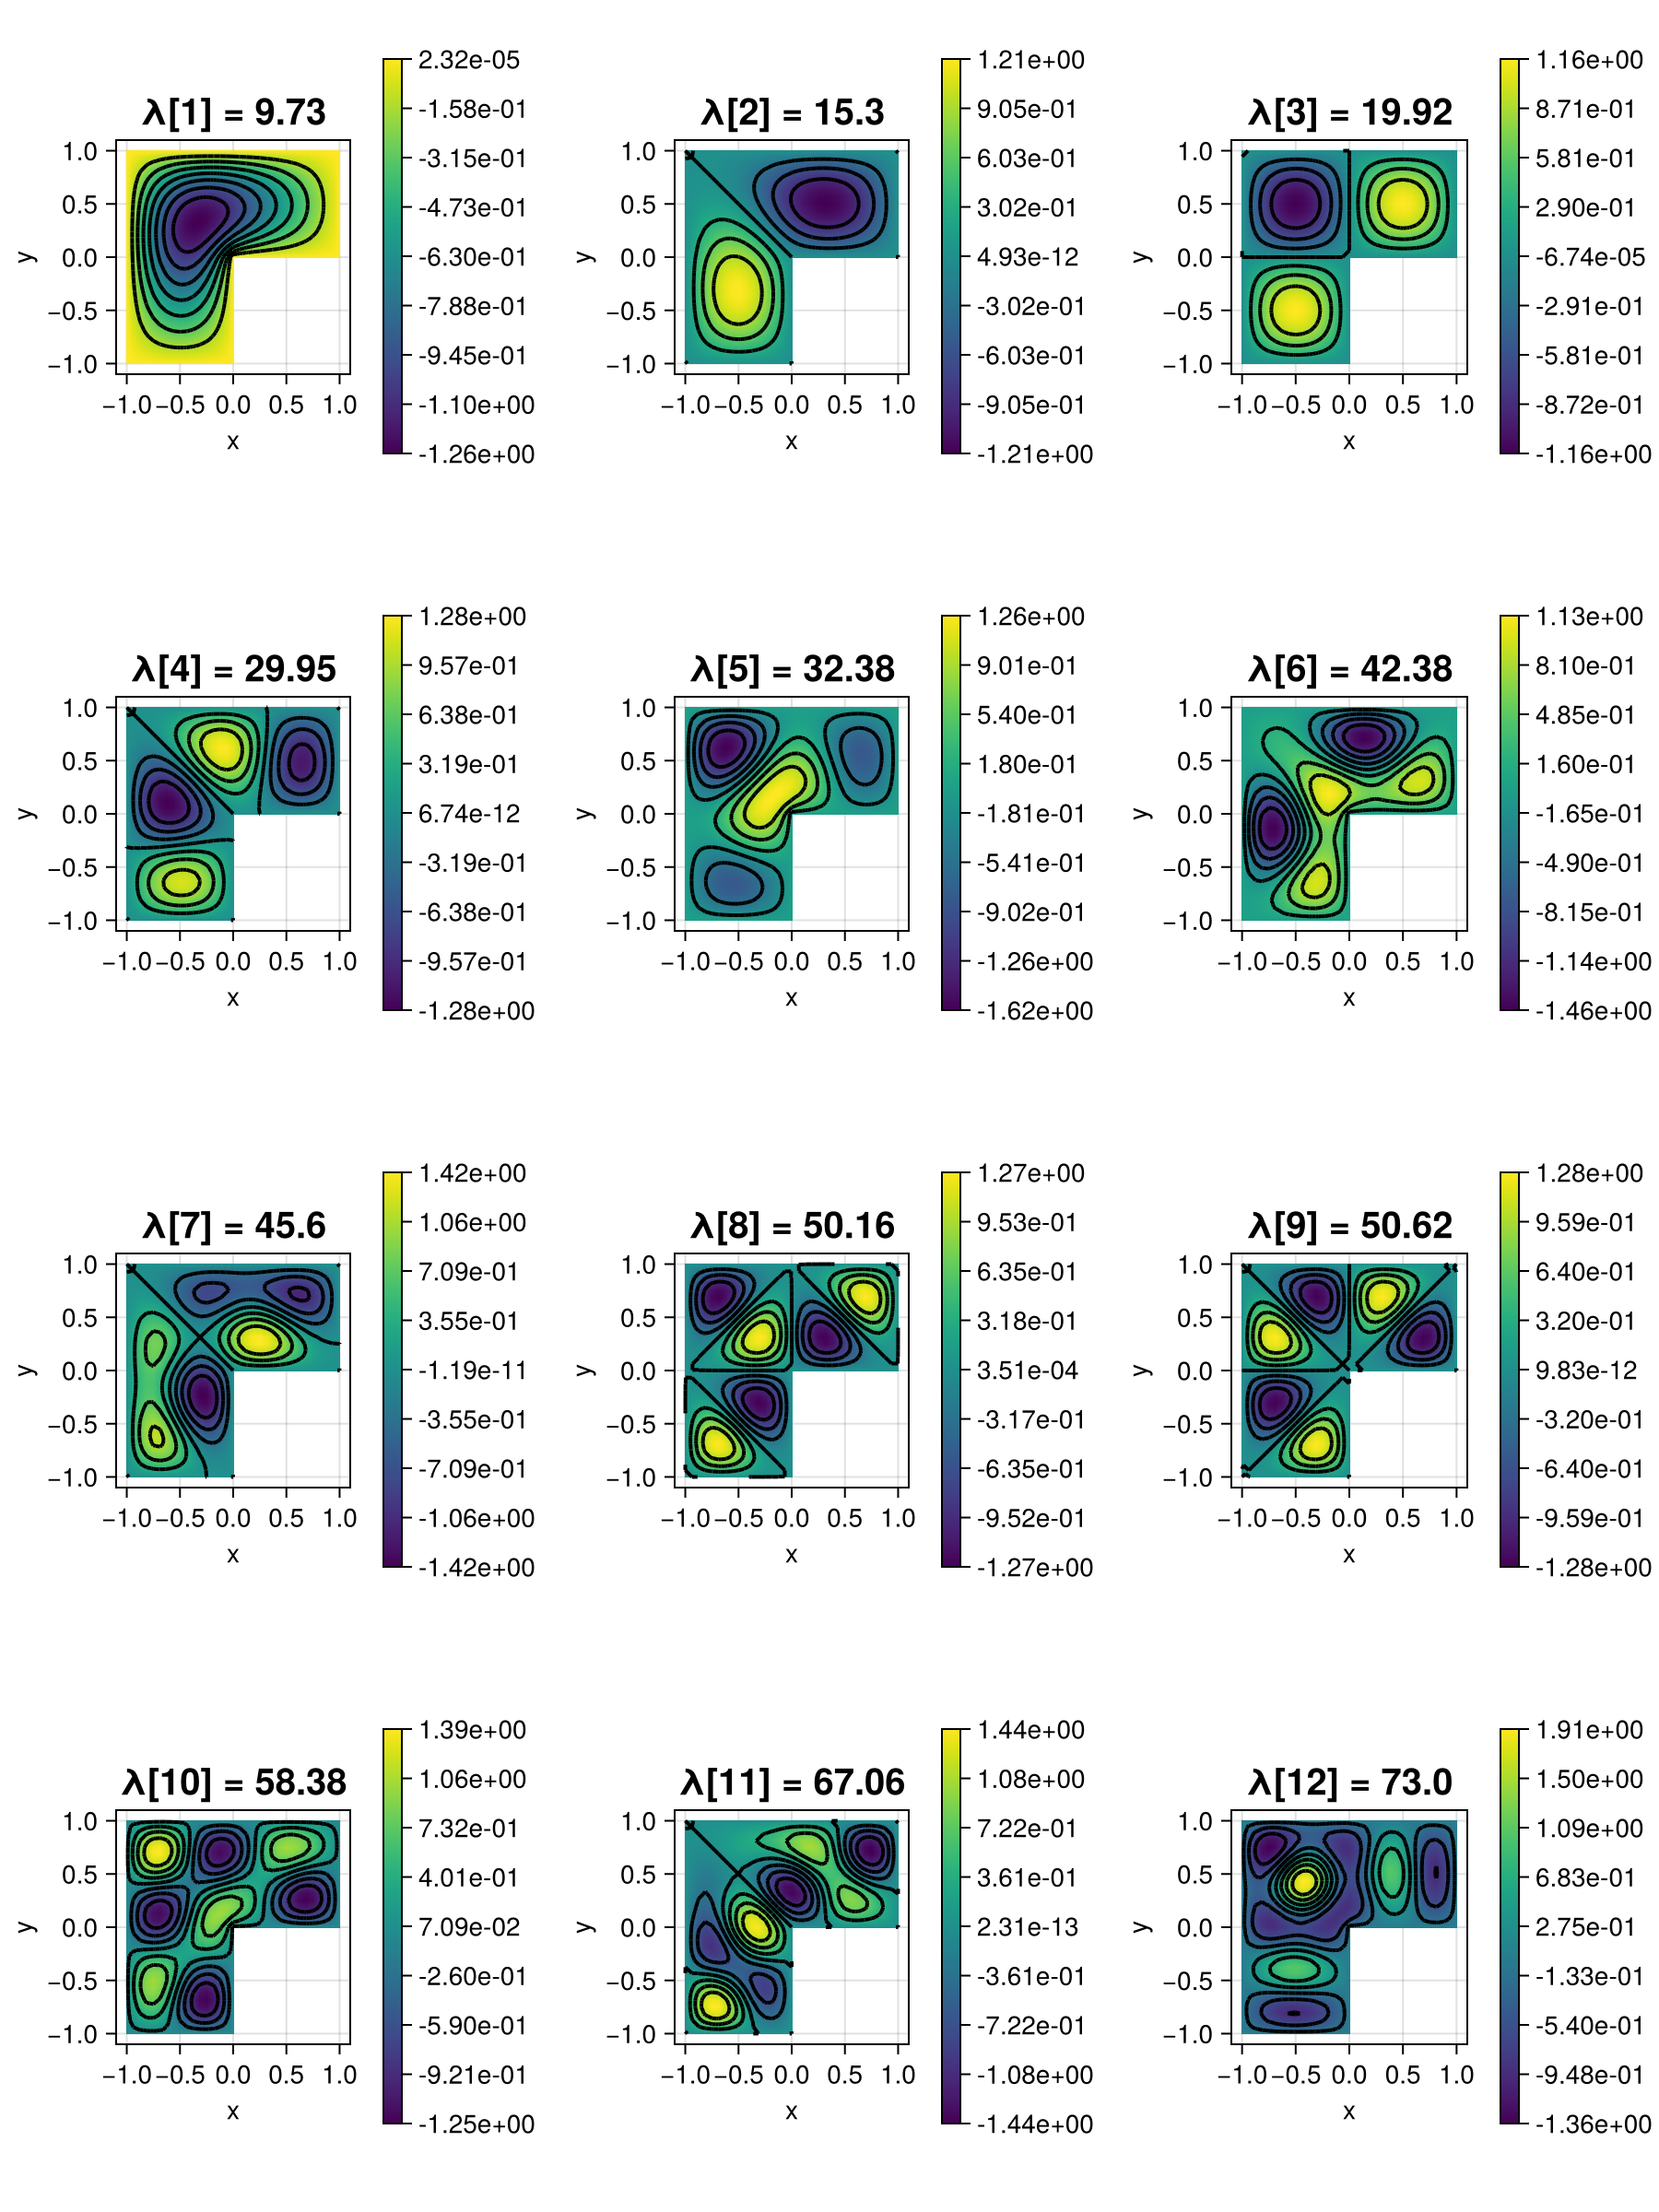 λ[1] = 9.73
1.0
0.5
0.0
−0.5
−1.0
y
−1.0 −0.5 0.0 0.5 1.0
x
2.32e-05
-1.58e-01
-3.15e-01
-4.73e-01
-6.30e-01
-7.88e-01
-9.45e-01
-1.10e+00
-1.26e+00
λ[2] = 15.3
1.0
0.5
0.0
−0.5
−1.0
y
−1.0 −0.5 0.0 0.5 1.0
x
1.21e+00
9.05e-01
6.03e-01
3.02e-01
4.93e-12
-3.02e-01
-6.03e-01
-9.05e-01
-1.21e+00
λ[3] = 19.92
1.0
0.5
0.0
−0.5
−1.0
y
−1.0 −0.5 0.0 0.5 1.0
x
1.16e+00
8.71e-01
5.81e-01
2.90e-01
-6.74e-05
-2.91e-01
-5.81e-01
-8.72e-01
-1.16e+00
λ[4] = 29.95
1.0
0.5
0.0
−0.5
−1.0
y
−1.0 −0.5 0.0 0.5 1.0
x
1.28e+00
9.57e-01
6.38e-01
3.19e-01
6.74e-12
-3.19e-01
-6.38e-01
-9.57e-01
-1.28e+00
λ[5] = 32.38
1.0
0.5
0.0
−0.5
−1.0
y
−1.0 −0.5 0.0 0.5 1.0
x
1.26e+00
9.01e-01
5.40e-01
1.80e-01
-1.81e-01
-5.41e-01
-9.02e-01
-1.26e+00
-1.62e+00
λ[6] = 42.38
1.0
0.5
0.0
−0.5
−1.0
y
−1.0 −0.5 0.0 0.5 1.0
x
1.13e+00
8.10e-01
4.85e-01
1.60e-01
-1.65e-01
-4.90e-01
-8.15e-01
-1.14e+00
-1.46e+00
λ[7] = 45.6
1.0
0.5
0.0
−0.5
−1.0
y
−1.0 −0.5 0.0 0.5 1.0
x
1.42e+00
1.06e+00
7.09e-01
3.55e-01
-1.19e-11
-3.55e-01
-7.09e-01
-1.06e+00
-1.42e+00
λ[8] = 50.16
1.0
0.5
0.0
−0.5
−1.0
y
−1.0 −0.5 0.0 0.5 1.0
x
1.27e+00
9.53e-01
6.35e-01
3.18e-01
3.51e-04
-3.17e-01
-6.35e-01
-9.52e-01
-1.27e+00
λ[9] = 50.62
1.0
0.5
0.0
−0.5
−1.0
y
−1.0 −0.5 0.0 0.5 1.0
x
1.28e+00
9.59e-01
6.40e-01
3.20e-01
9.83e-12
-3.20e-01
-6.40e-01
-9.59e-01
-1.28e+00
λ[10] = 58.38
1.0
0.5
0.0
−0.5
−1.0
y
−1.0 −0.5 0.0 0.5 1.0
x
1.39e+00
1.06e+00
7.32e-01
4.01e-01
7.09e-02
-2.60e-01
-5.90e-01
-9.21e-01
-1.25e+00
λ[11] = 67.06
1.0
0.5
0.0
−0.5
−1.0
y
−1.0 −0.5 0.0 0.5 1.0
x
1.44e+00
1.08e+00
7.22e-01
3.61e-01
2.31e-13
-3.61e-01
-7.22e-01
-1.08e+00
-1.44e+00
λ[12] = 73.0
1.0
0.5
0.0
−0.5
−1.0
y
−1.0 −0.5 0.0 0.5 1.0
x
1.91e+00
1.50e+00
1.09e+00
6.83e-01
2.75e-01
-1.33e-01
-5.40e-01
-9.48e-01
-1.36e+00